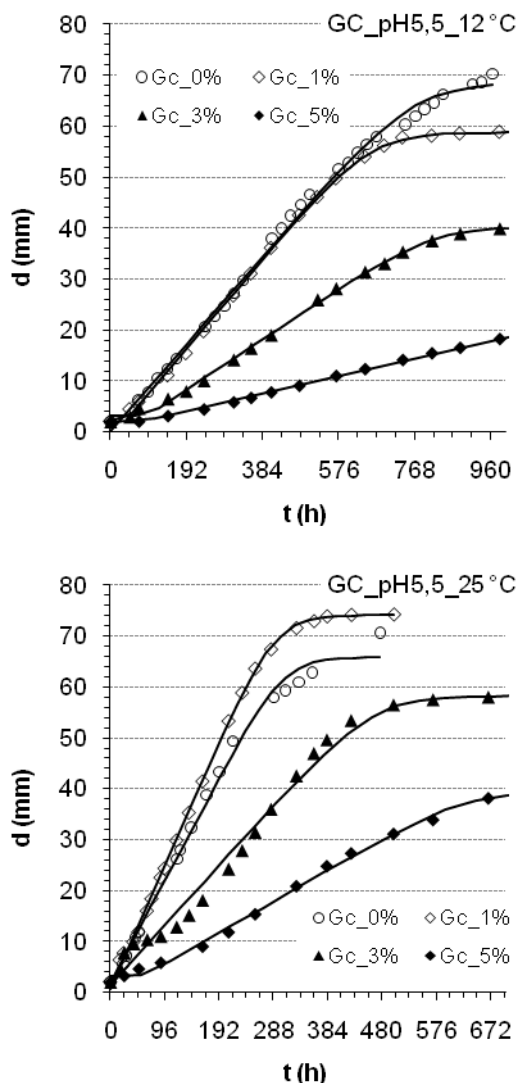 GC_pH5,5_12 °C
80
70
60
50
40
30
20
10
0
d (mm)
Gc_0% Gc_1%
Gc_3% Gc_5%
0 192 384 576 768 960
t (h)
GC_pH5,5_25 °C
80
70
60
50
40
30
20
10
0
d (mm)
Gc_0% Gc_1%
Gc_3% Gc_5%
0 96 192 288 384 480 576 672
t (h)